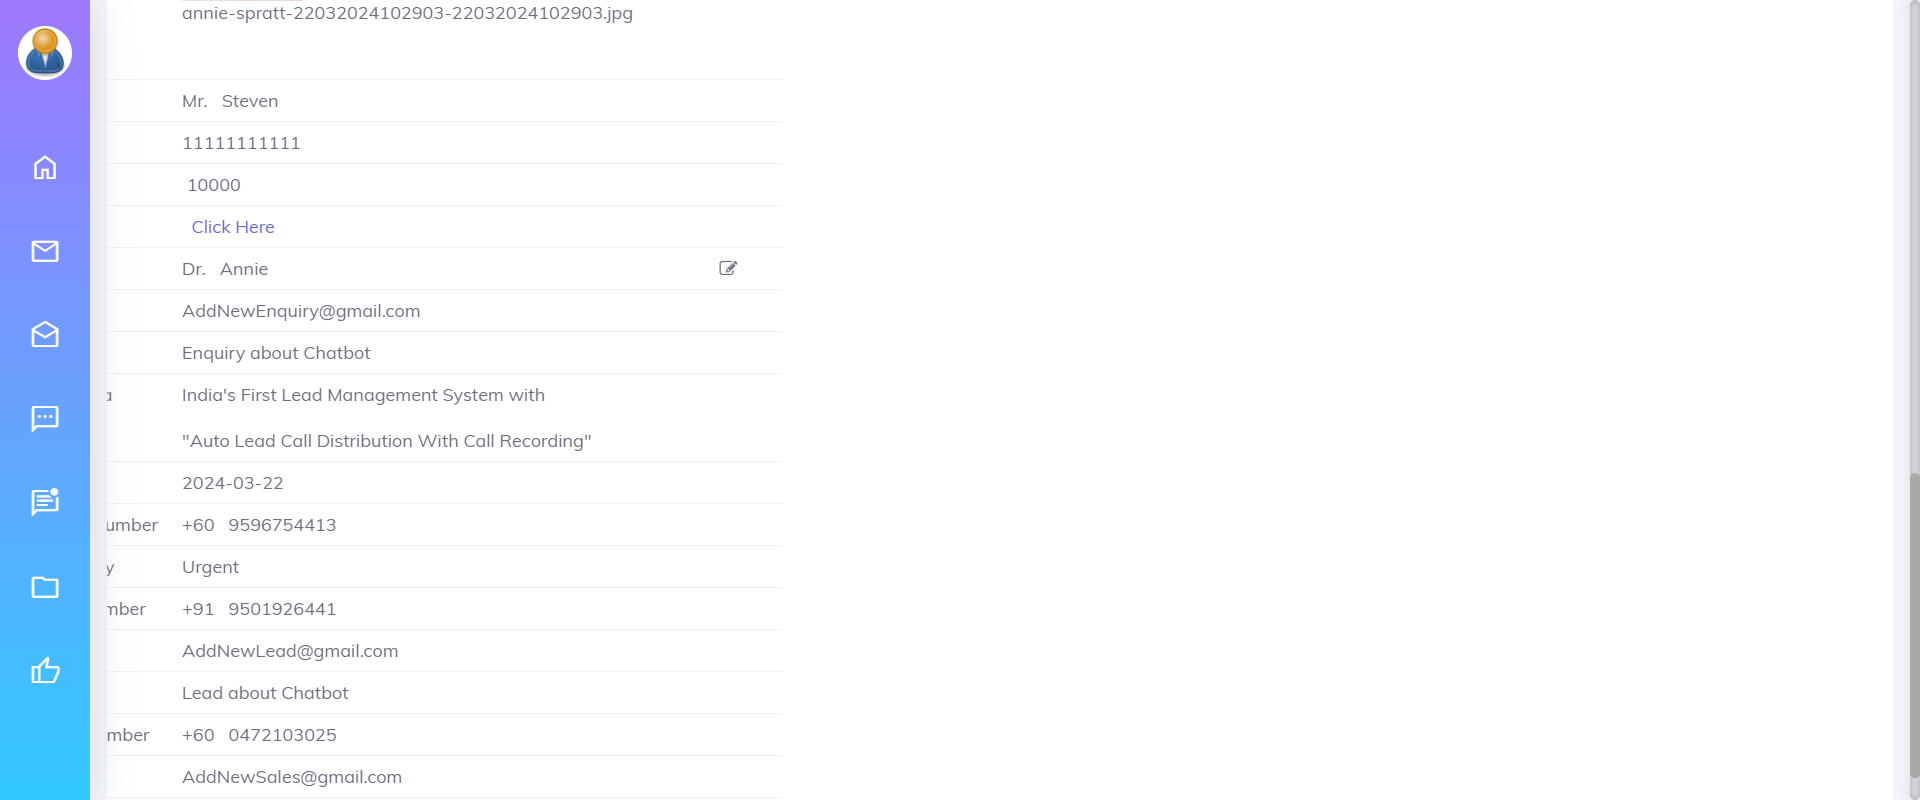 annie-spratt-22032024102903-22032024102903.jpg
Mr. Steven
11111111111
10000
Click Here
Dr. Annie
AddNewEnquiry@gmail.com
Enquiry about Chatbot
a India's First Lead Management System with
"Auto Lead Call Distribution With Call Recording"
2024-03-22
umber +60 9596754413
y Urgent
mber +91 9501926441
AddNewLead@gmail.com
Lead about Chatbot
mber +60 0472103025
AddNewSales@gmail.com